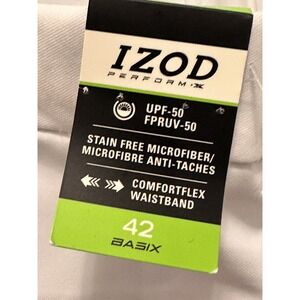 IZOD
PERFORM X
UPF-50
FPRUV-50
STAIN FREE MICROFIBER/
MICROFIBRE ANTI-TACHES
COMFORTFLEX
WAISTBAND
42
BASIX